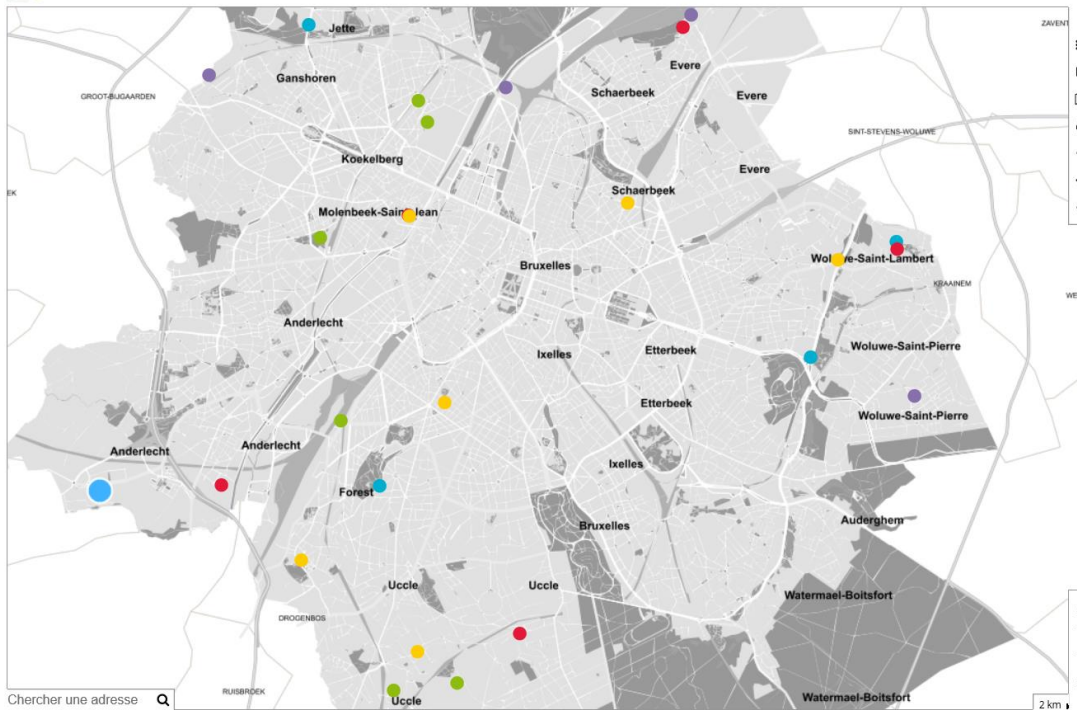 ZAVENT
Jette
Evere
Ganshoren
Schaerbeek
Evere
GROOT-BIJGAARDEN
SINT-STEVENS-WOLUWE
Koekelberg
Evere
EK
Schaerbeek
Molenbeek-Saint-Jean
Woluwe-Saint-Lambert
Bruxelles
KRAAINEM
WE
Anderlecht
Woluwe-Saint-Pierre
Etterbeek
Ixelles
Etterbeek
Woluwe-Saint-Pierre
Anderlecht
Anderlecht
Ixelles
Forest
Auderghem
Bruxelles
Uccle
Uccle
Watermael-Boitsfort
DROGENBOS
RUISBROEK
Watermael-Boitsfort
Chercher une adresse
Uccle
2 km